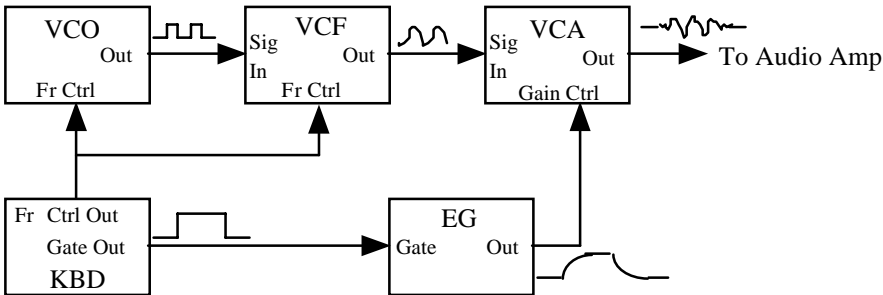 VCO
Out
Fr Ctrl
Sig
In
VCF
Out
Fr Ctrl
Sig
In
VCA
Out
Gain Ctrl
To Audio Amp
Fr Ctrl Out
Gate Out
KBD
EG
Gate Out